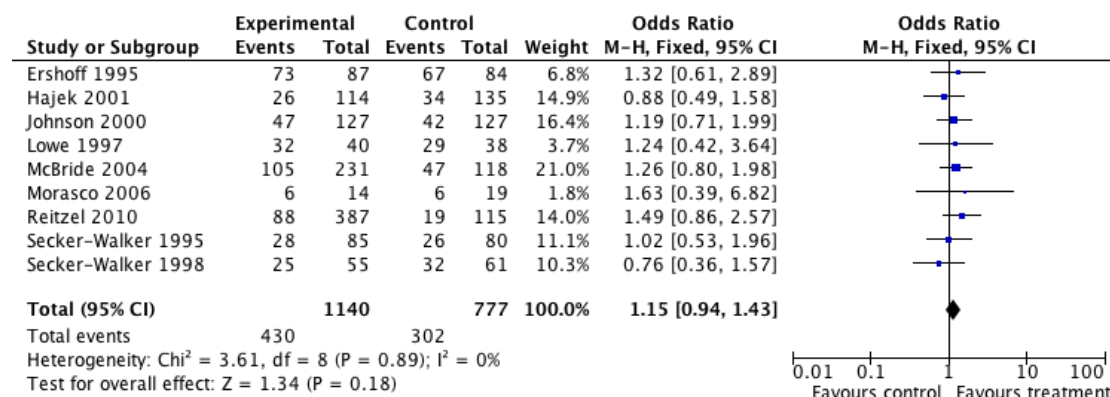 Experimental Control Odds Ratio Odds Ratio
Study or Subgroup Events Total Events Total Weight M-H, Fixed, 95% CI M-H, Fixed, 95% CI
Ershoff 1995 73 87 67 84 6.8% 1.32 [0.61, 2.89]
Hajek 2001 26 114 34 135 14.9% 0.88 [0.49, 1.58]
Johnson 2000 47 127 42 127 16.4% 1.19 [0.71, 1.99]
Lowe 1997 32 40 29 38 3.7% 1.24 [0.42, 3.64]
McBride 2004 105 231 47 118 21.0% 1.26 [0.80, 1.98]
Morasco 2006 6 14 6 19 1.8% 1.63 [0.39, 6.82]
Reitzel 2010 88 387 19 115 14.0% 1.49 [0.86, 2.57]
Secker-Walker 1995 28 85 26 80 11.1% 1.02 [0.53, 1.96]
Secker-Walker 1998 25 55 32 61 10.3% 0.76 [0.36, 1.57]
Total (95% CI) 1140 777 100.0% 1.15 [0.94, 1.43]
Total events 430 302
Heterogeneity: Chi² = 3.61, df = 8 (P = 0.89); I² = 0%
Test for overall effect: Z = 1.34 (P = 0.18)
0.01 0.1 1 10 100
Favours control Favours treatment